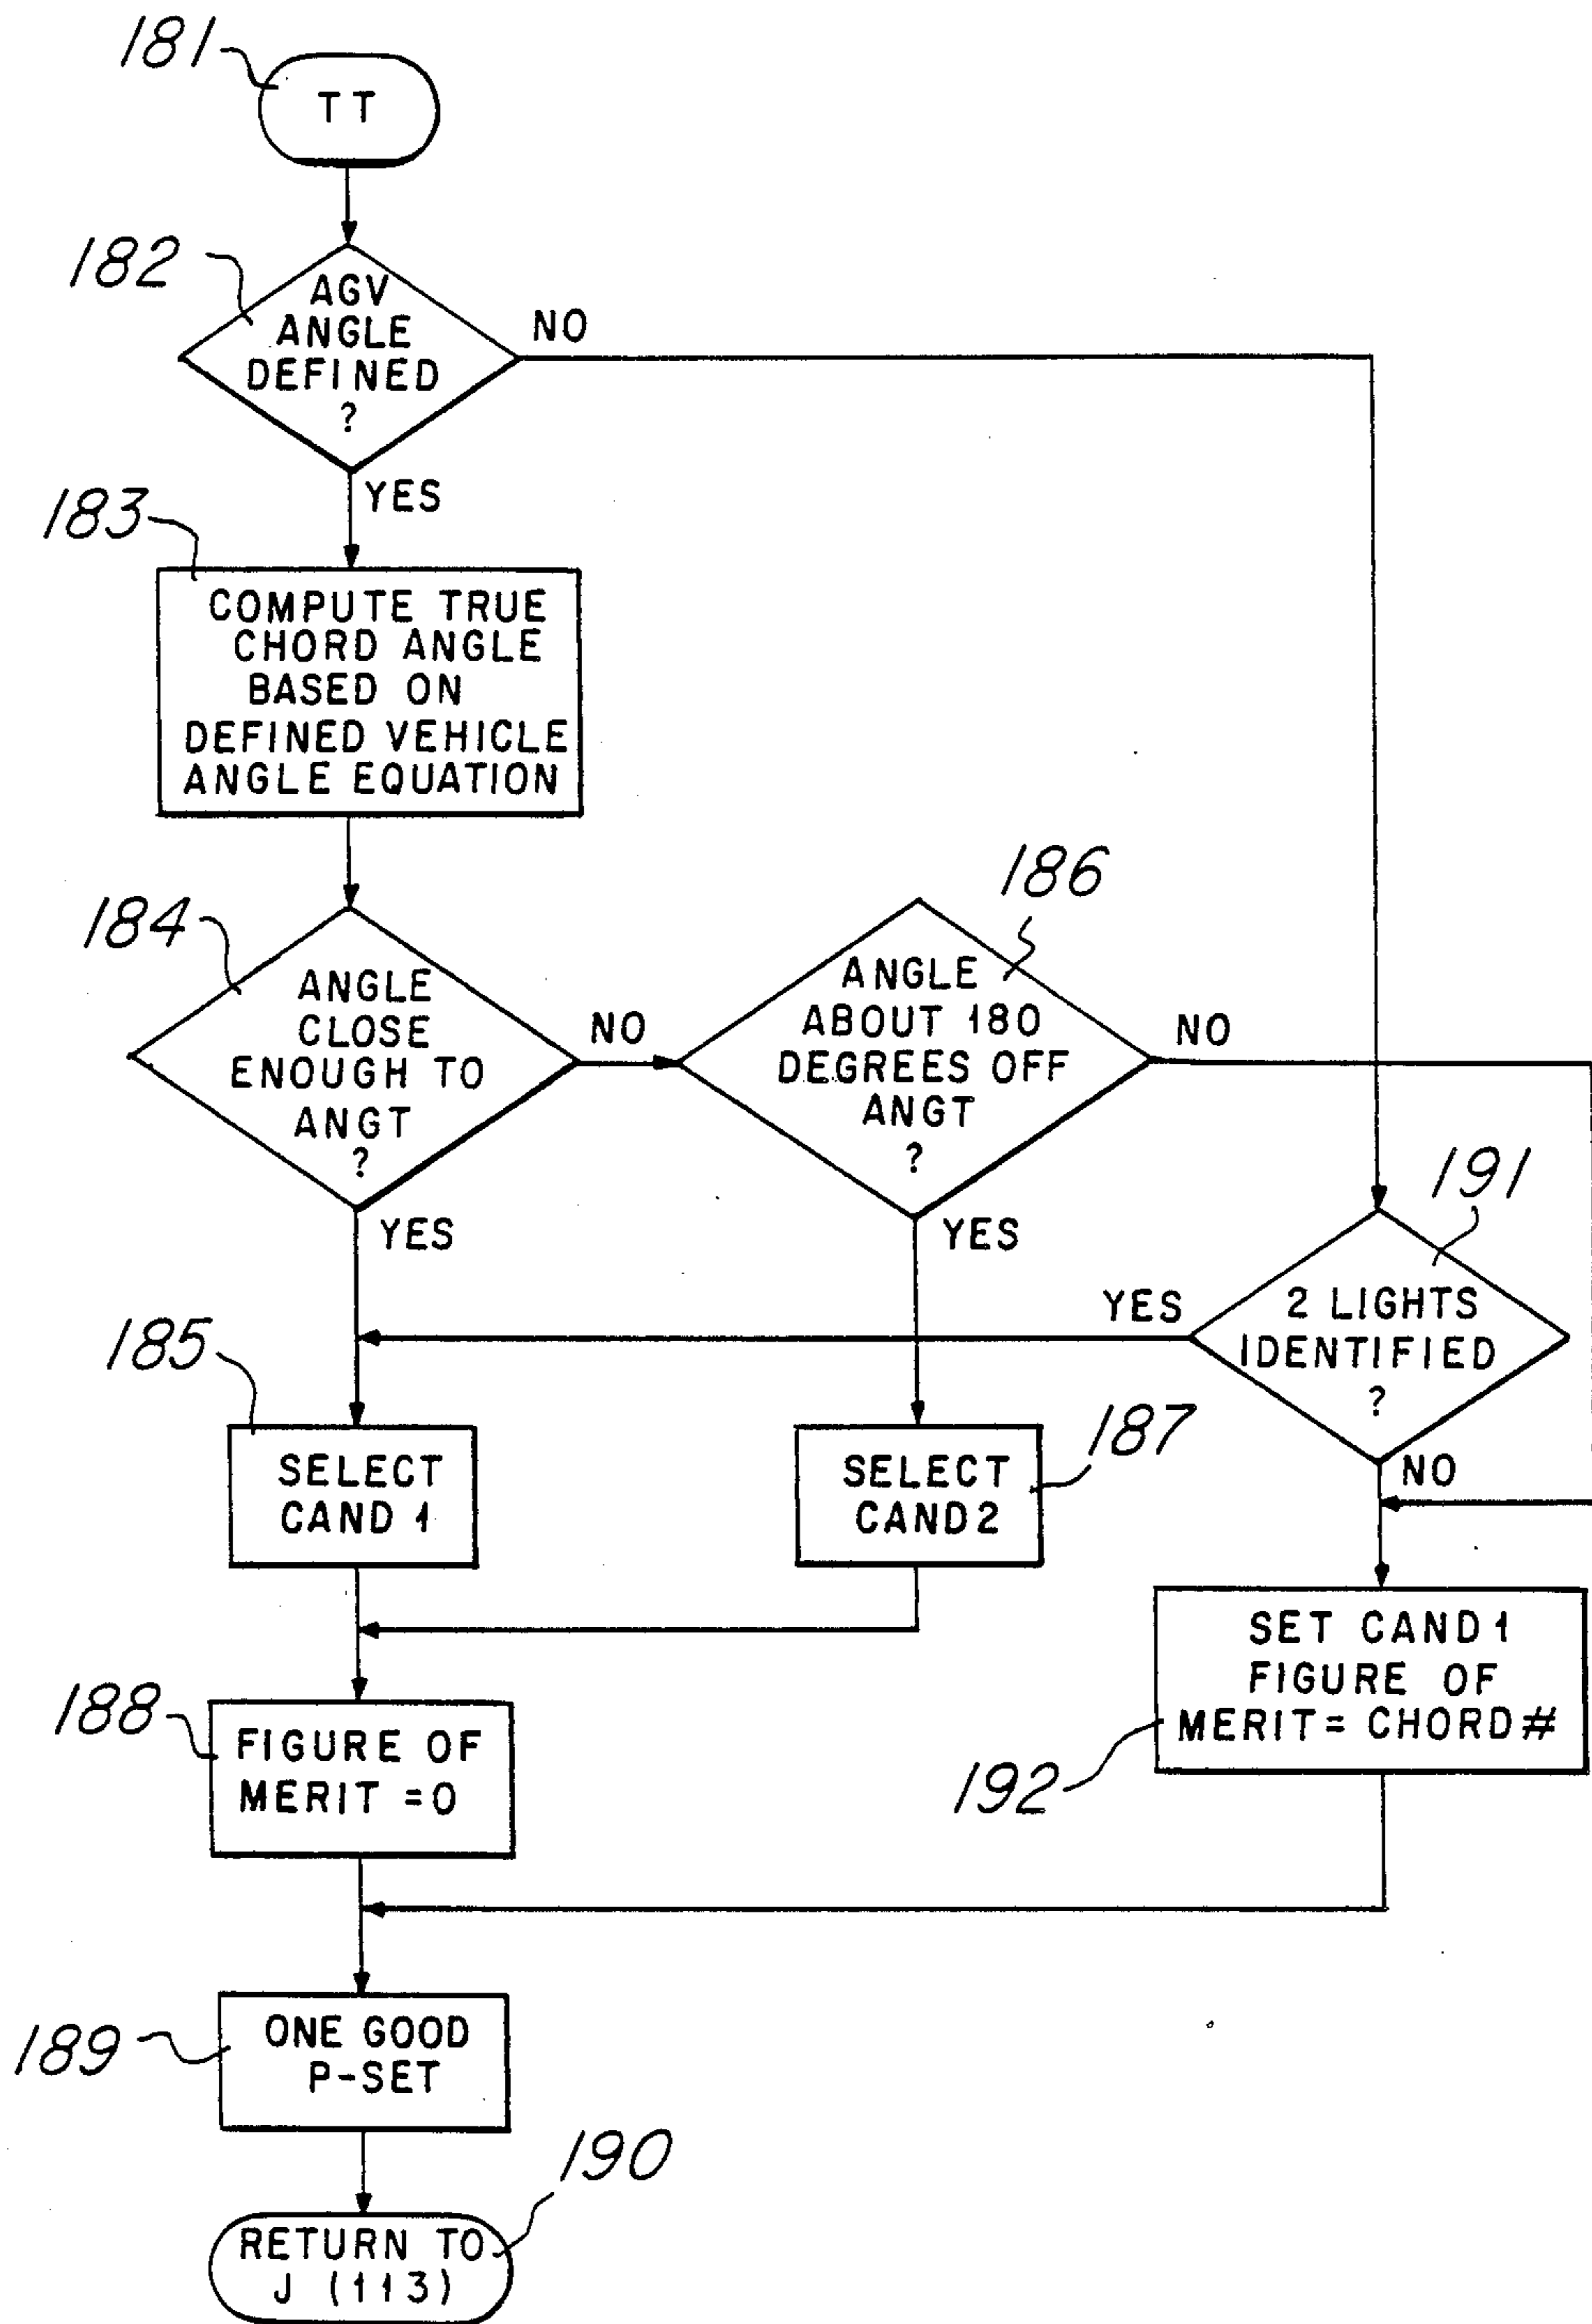 181
TT
182
AGV
ANGLE
DEFINED
?
NO
YES
183
COMPUTE TRUE
CHORD ANGLE
BASED ON
DEFINED VEHICLE
ANGLE EQUATION
184
ANGLE
CLOSE
ENOUGH TO
ANGT
?
NO
YES
186
ANGLE
ABOUT 180
DEGREES OFF
ANGT
?
NO
YES
191
2 LIGHTS
IDENTIFIED
?
YES
NO
185
SELECT
CAND 1
187
SELECT
CAND2
192
SET CAND1
FIGURE OF
MERIT= CHORD#
188
FIGURE OF
MERIT =0
189
ONE GOOD
P-SET
190
RETURN TO
J (113)